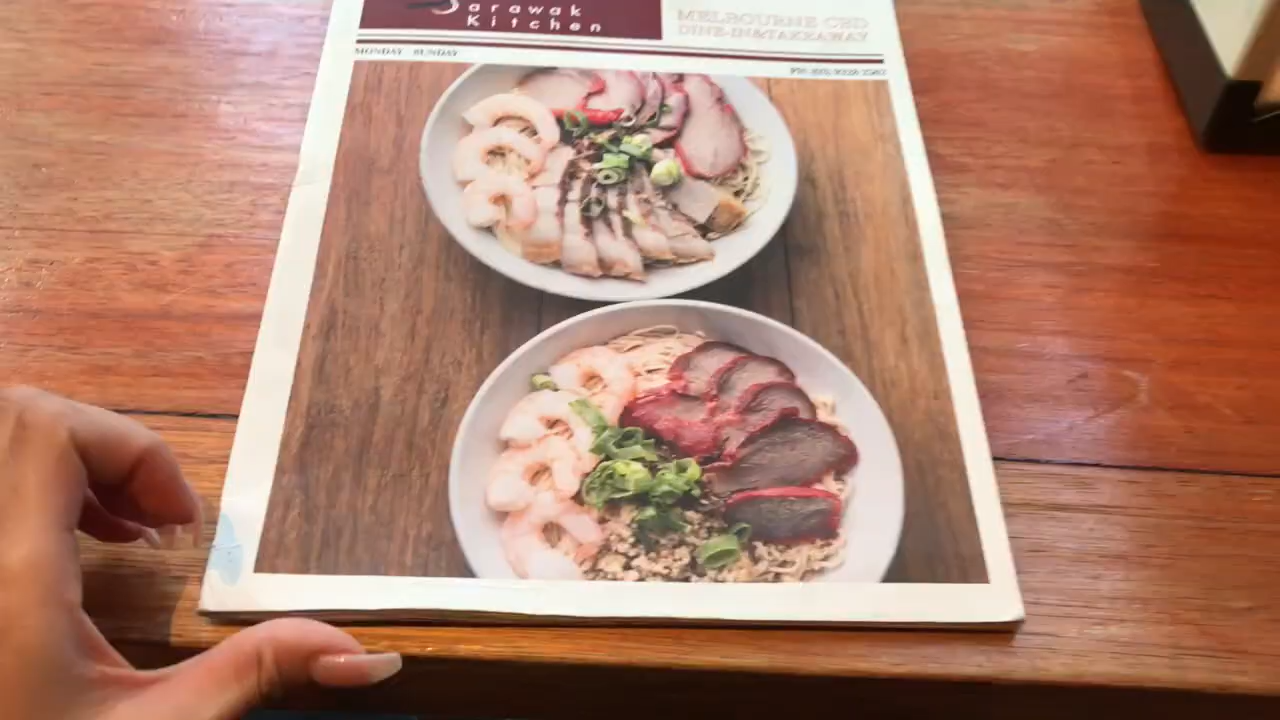 Sarawak
Kitchen
MELBOURNE CBD
DINE-IN&TAKEAWAY
MONDAY - SUNDAY